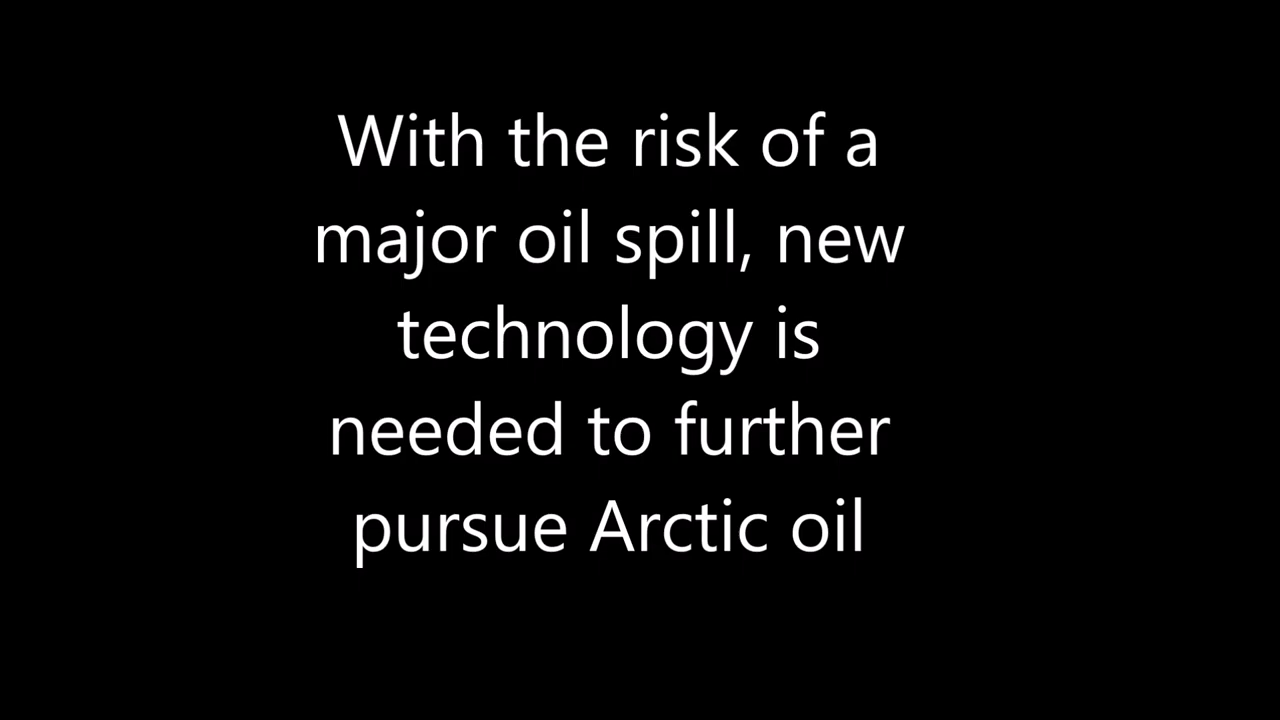 With the risk of a
major oil spill, new
technology is
needed to further
pursue Arctic oil